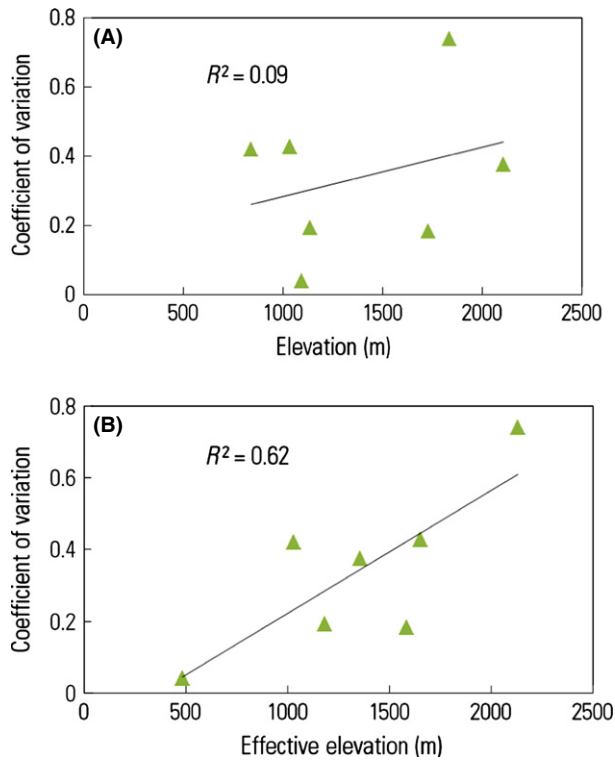 (A)
R² = 0.09
Coefficient of variation
0.8
0.6
0.4
0.2
0
0 500 1000 1500 2000 2500
Elevation (m)
(B)
R² = 0.62
Coefficient of variation
0.8
0.6
0.4
0.2
0
0 500 1000 1500 2000 2500
Effective elevation (m)